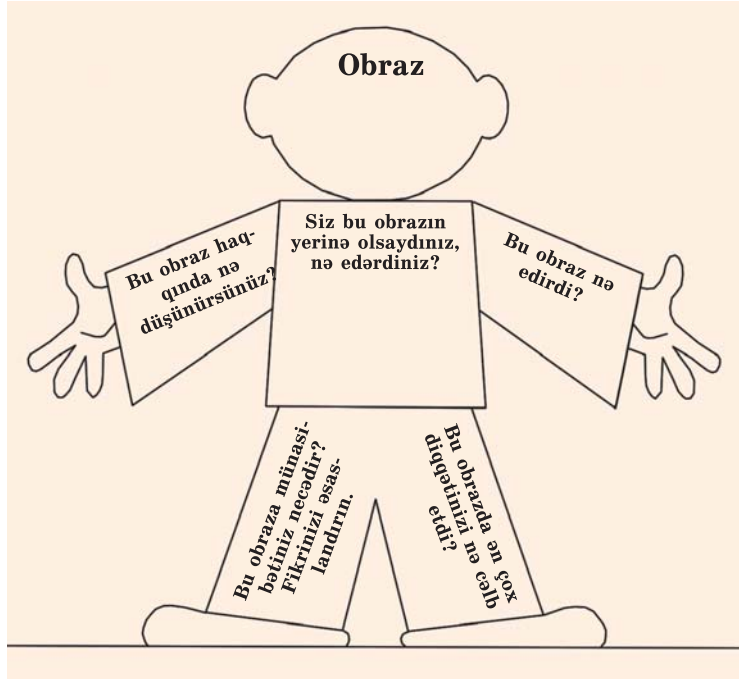 Obraz
Bu obraz haq-
qında nə
düşünürsünüz?
Siz bu obrazın
yerinə olsaydınız,
nə edərdiniz?
Bu obraz nə
edirdi?
Bu obraza münasi-
bətiniz necədir?
Fikrinizi əsas-
landırın.
Bu obrazda ən çox
diqqətinizi nə cəlb
etdi?